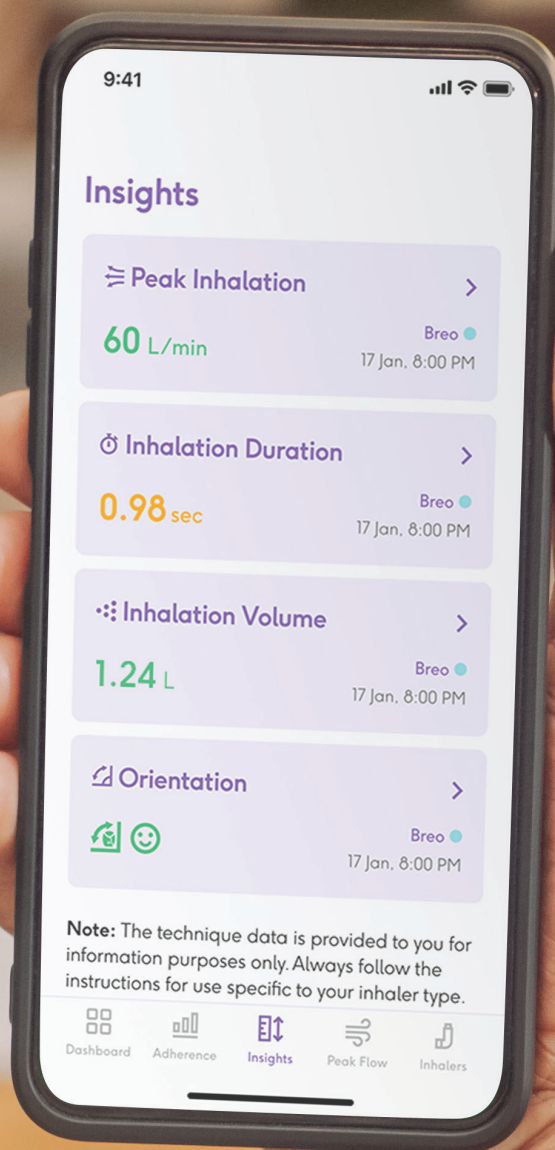 9:41
Insights
Peak Inhalation
60 L/min
Breo
17 Jan, 8:00 PM
Inhalation Duration
0.98 sec
Breo
17 Jan, 8:00 PM
Inhalation Volume
1.24 L
Breo
17 Jan, 8:00 PM
Orientation
Breo
17 Jan, 8:00 PM
Note: The technique data is provided to you for
information purposes only. Always follow the
instructions for use specific to your inhaler type.
Dashboard Adherence Insights Peak Flow Inhalers